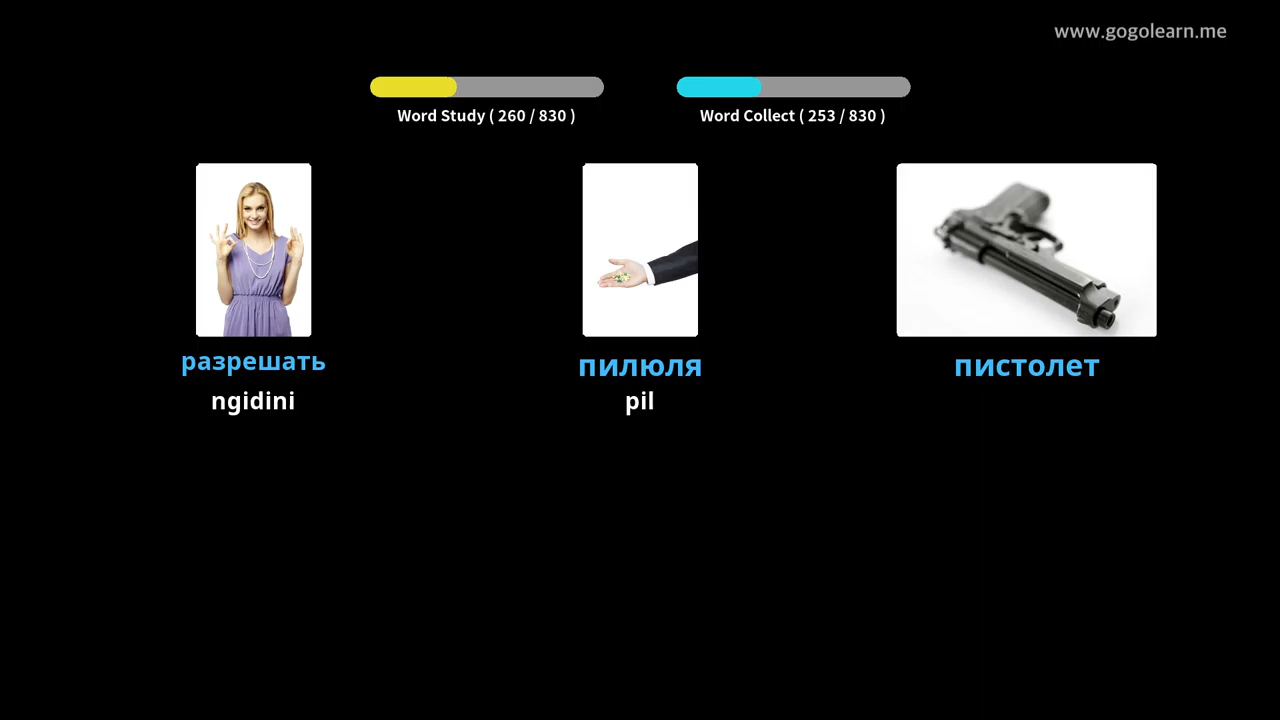 www.gogolearn.me
Word Study ( 260 / 830 )
Word Collect ( 253 / 830 )
разрешать
ngidini
пилюля
pil
пистолет